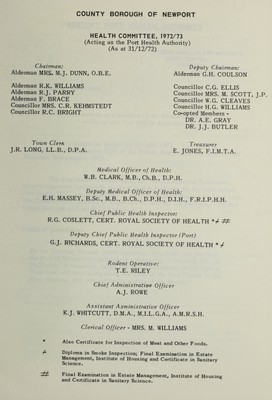 COUNTY BOROUGH OF NEWPORT
HEALTH COMMITTEE, 1972/73
(Acting as the Port Health Authority)
(As at 31/12/72)
Chairman:
Alderman MRS. M.J. DUNN, O.B.E.
Deputy Chairman:
Alderman G.H. COULSON
Alderman R.K. WILLIAMS
Alderman R.J. PARRY
Alderman F. BRACE
Councillor MRS. C.R. KEHMSTEDT
Councillor R.C. BRIGHT
Councillor C.G. ELLIS
Councillor MRS. M. SCOTT, J.P.
Councillor W.G. CLEAVES
Councillor H.G. WILLIAMS
Co-opted Members -
DR. A.E. GRAY
DR. J.J. BUTLER
Town Clerk
J.R. LONG, LL.B., D.P.A.
Treasurer
E. JONES, F.I.M.T.A.
Medical Officer of Health:
W.B. CLARK, M.B., Ch.B., D.P.H.
Deputy Medical Officer of Health:
E.H. MASSEY, B.Sc., M.B., B.Ch., D.P.H., D.I.H., F.R.I.P.H.H.
Chief Public Health Inspector:
R.G. COSLETT, CERT. ROYAL SOCIETY OF HEALTH *≠ ##
Deputy Chief Public Health Inspector (Port)
G.J. RICHARDS, CERT. ROYAL SOCIETY OF HEALTH *≠
Rodent Operative:
T.E. RILEY
Chief Administrative Officer
A.J. ROWE
Assistant Administrative Officer
K.J. WHITCUTT, D.M.A., M.I.L.G.A., A.M.R.S.H.
Clerical Officer - MRS. M. WILLIAMS
* Also Certificate for Inspection of Meat and Other Foods.
≠ Diploma in Smoke Inspection; Final Examination in Estate
Management, Institute of Housing and Certificate in Sanitary
Science.
## Final Examination in Estate Management, Institute of Housing
and Certificate in Sanitary Science.